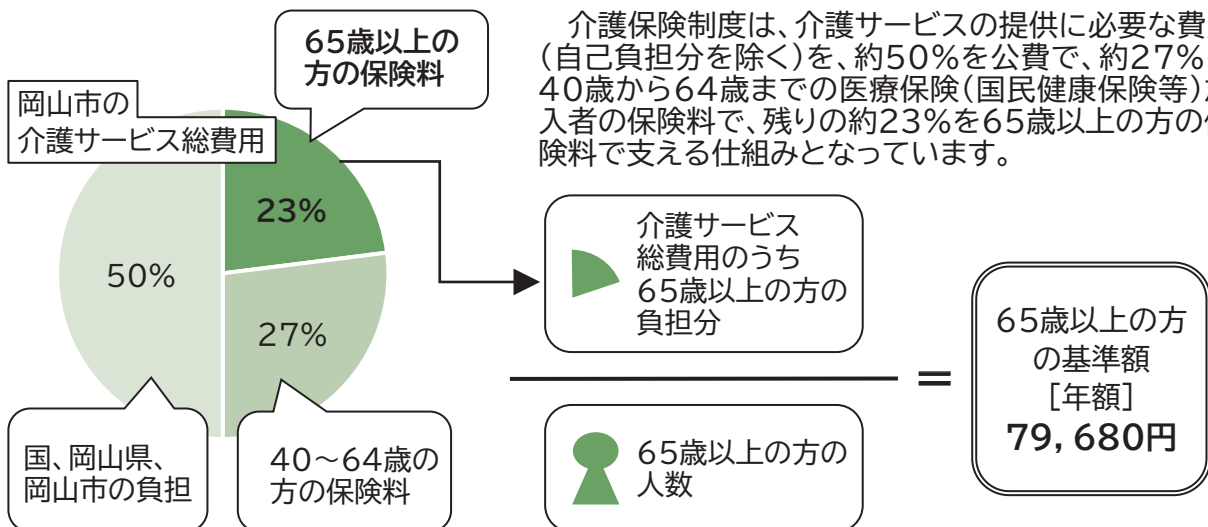 65歳以上の
方の保険料
岡山市の
介護サービス総費用
23%
50%
27%
国、岡山県、
岡山市の負担
40～64歳の
方の保険料
介護保険制度は、介護サービスの提供に必要な費
(自己負担分を除く)を、約50%を公費で、約27%
40歳から64歳までの医療保険(国民健康保険等)
入者の保険料で、残りの約23%を65歳以上の方の
険料で支える仕組みとなっています。
介護サービス
総費用のうち
65歳以上の方の
負担分
65歳以上の方の
人数
=
65歳以上の方
の基準額
[年額]
79,680円